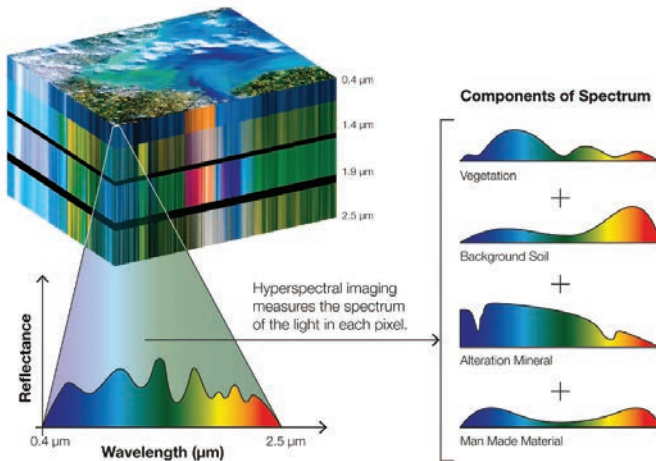 0.4 µm
1.4 µm
1.9 µm
2.5 µm
Components of Spectrum
Vegetation
+
Background Soil
+
Alteration Mineral
+
Man Made Material
Hyperspectral imaging
measures the spectrum
of the light in each pixel.
Reflectance
0.4 µm
2.5 µm
Wavelength (µm)